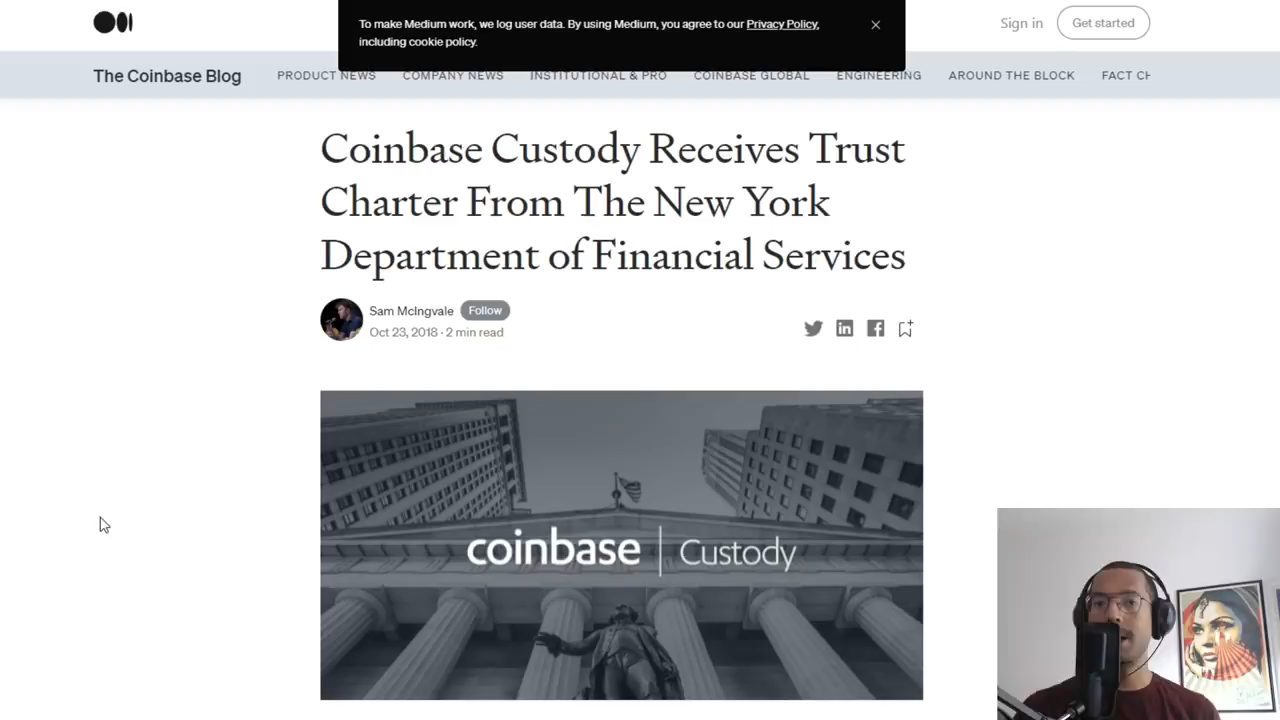 To make Medium work, we log user data. By using Medium, you agree to our Privacy Policy,
including cookie policy.
Sign in
Get started
The Coinbase Blog
PRODUCT NEWS
COMPANY NEWS
INSTITUTIONAL & PRO
COINBASE GLOBAL
ENGINEERING
AROUND THE BLOCK
FACT CH
Coinbase Custody Receives Trust
Charter From The New York
Department of Financial Services
Sam McIngvale
Follow
Oct 23, 2018 · 2 min read
coinbase | Custody